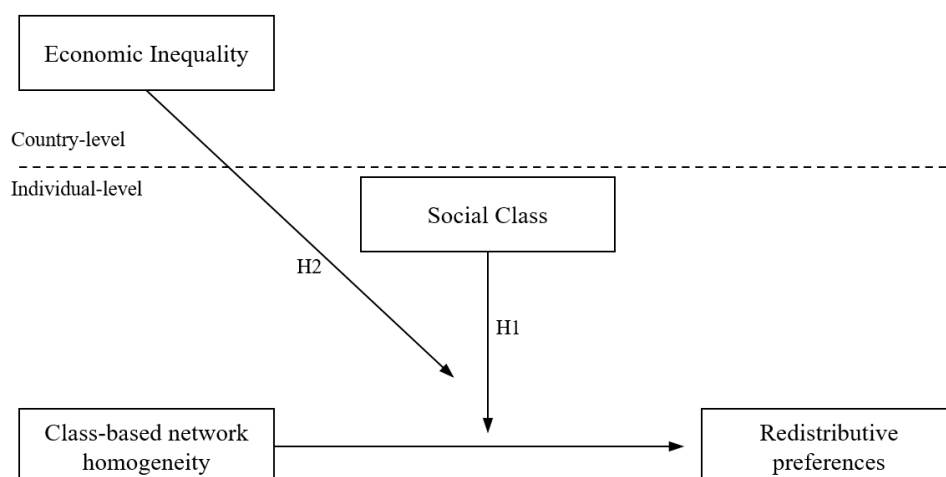 Economic Inequality
Country-level
Individual-level
Social Class
H2
H1
Class-based network
homogeneity
Redistributive
preferences